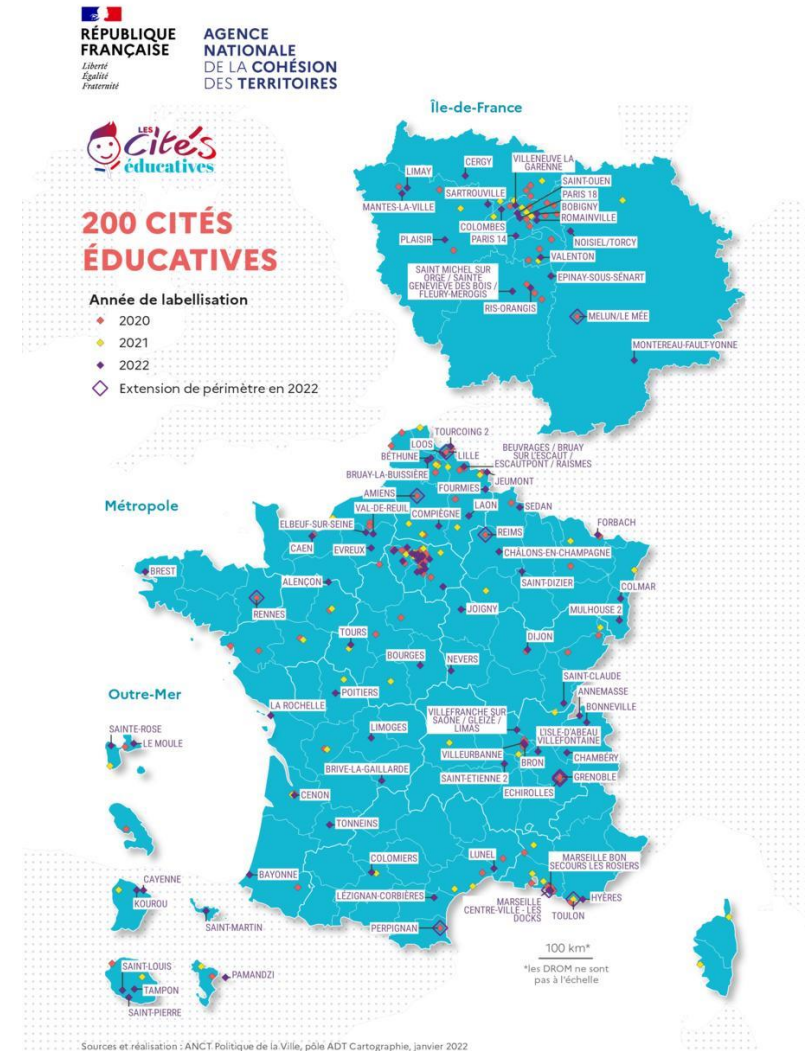 RÉPUBLIQUE
FRANÇAISE
Liberté
Égalité
Fraternité
AGENCE
NATIONALE
DE LA COHÉSION
DES TERRITOIRES
LES
Cités
éducatives
200 CITÉS
ÉDUCATIVES
Année de labellisation
2020
2021
2022
Extension de périmètre en 2022
Île-de-France
CERGY
VILLENEUVE LA
GARENNE
LIMAY
SAINT-OUEN
SARTROUVILLE
PARIS 18
MANTES-LA-VILLE
BOBIGNY
ROMAINVILLE
COLOMBES
PLAISIR
PARIS 14
NOISIEL/TORCY
VALENTON
SAINT MICHEL SUR
ORGE / SAINTE
GENEVIÈVE DES BOIS /
FLEURY-MEROGIS
EPINAY-SOUS-SÉNART
RIS-ORANGIS
MELUN/LE MÉE
MONTEREAU-FAULT-YONNE
Métropole
TOURCOING 2
LOOS
LILLE
BÉTHUNE
BEUVRAGES / BRUAY
SUR L'ESCAUT /
ESCAUTPONT / RAISMES
BRUAY-LA-BUISSIÈRE
JEUMONT
FOURMIES
AMIENS
VAL-DE-REUIL
COMPIÈGNE
LAON
SEDAN
ELBEUF-SUR-SEINE
REIMS
FORBACH
CAEN
EVREUX
CHÂLONS-EN-CHAMPAGNE
BREST
ALENÇON
SAINT-DIZIER
COLMAR
RENNES
JOIGNY
MULHOUSE 2
TOURS
DIJON
BOURGES
NEVERS
SAINT-CLAUDE
POITIERS
ANNEMASSE
BONNEVILLE
LA ROCHELLE
VILLEFRANCHE SUR
SAÔNE / GLEIZE /
LIMAS
LIMOGES
L'ISLE-D'ABEAU
VILLEFONTAINE
VILLEURBANNE
BRON
CHAMBÉRY
BRIVE-LA-GAILLARDE
SAINT-ÉTIENNE 2
GRENOBLE
ECHIROLLES
CENON
TONNEINS
COLOMIERS
LUNEL
MARSEILLE BON
SECOURS LES ROSIERS
BAYONNE
LÉZIGNAN-CORBIÈRES
MARSEILLE
CENTRE-VILLE - LES
DOCKS
HYÈRES
TOULON
PERPIGNAN
Outre-Mer
SAINTE-ROSE
LE MOULE
CAYENNE
KOUROU
SAINT-MARTIN
SAINT-LOUIS
TAMPON
SAINT-PIERRE
PAMANDZI
100 km*
*les DROM ne sont
pas à l'échelle
Sources et réalisation : ANCT Politique de la Ville, pôle ADT Cartographie, janvier 2022